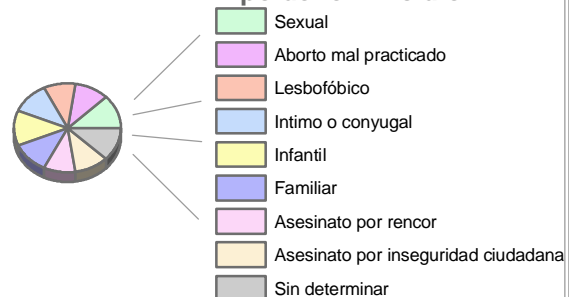 Sexual
Aborto mal practicado
Lesbofóbico
Intimo o conyugal
Infantil
Familiar
Asesinato por rencor
Asesinato por inseguridad ciudadana
Sin determinar